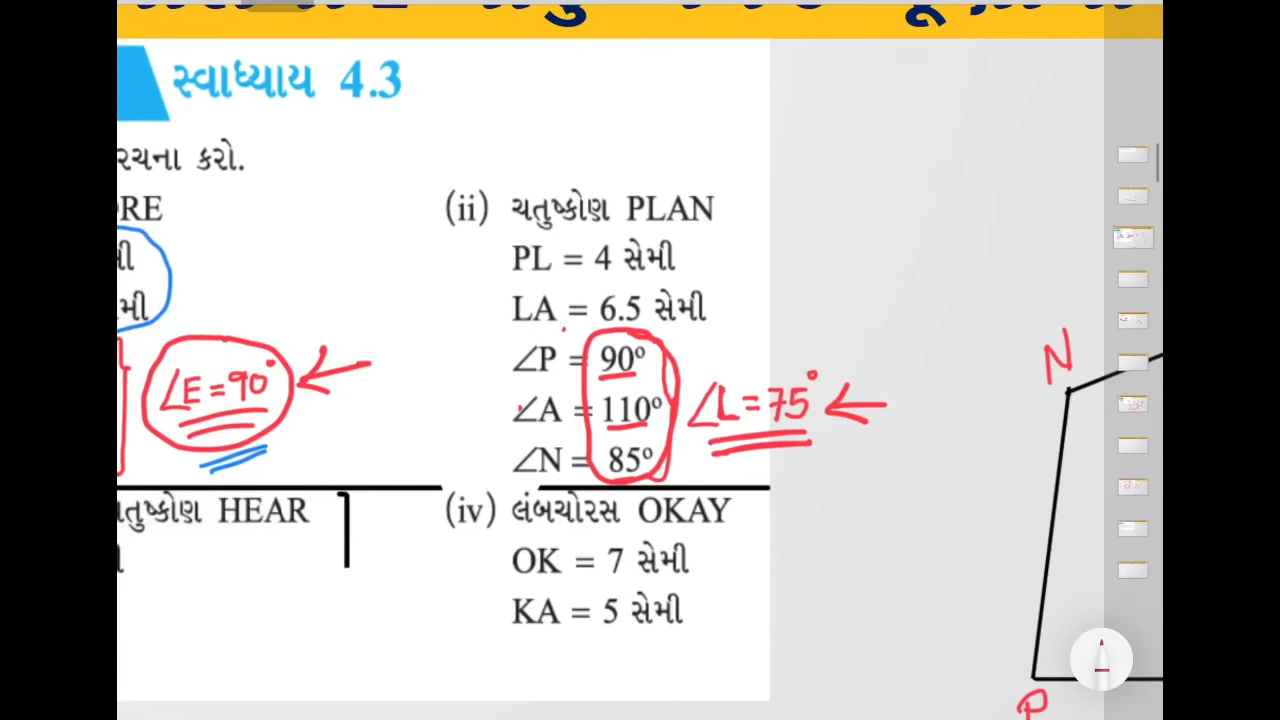 સ્વાધ્યાય 4.3
રચના કરો.
RE
સેમી
∠E = 90°
(ii) ચતુષ્કોણ PLAN
PL = 4 સેમી
LA = 6.5 સેમી
∠P = 90°
∠A = 110°
∠N = 85°
∠L = 75°
ચતુષ્કોણ HEAR
(iv) લંબચોરસ OKAY
OK = 7 સેમી
KA = 5 સેમી
N
P